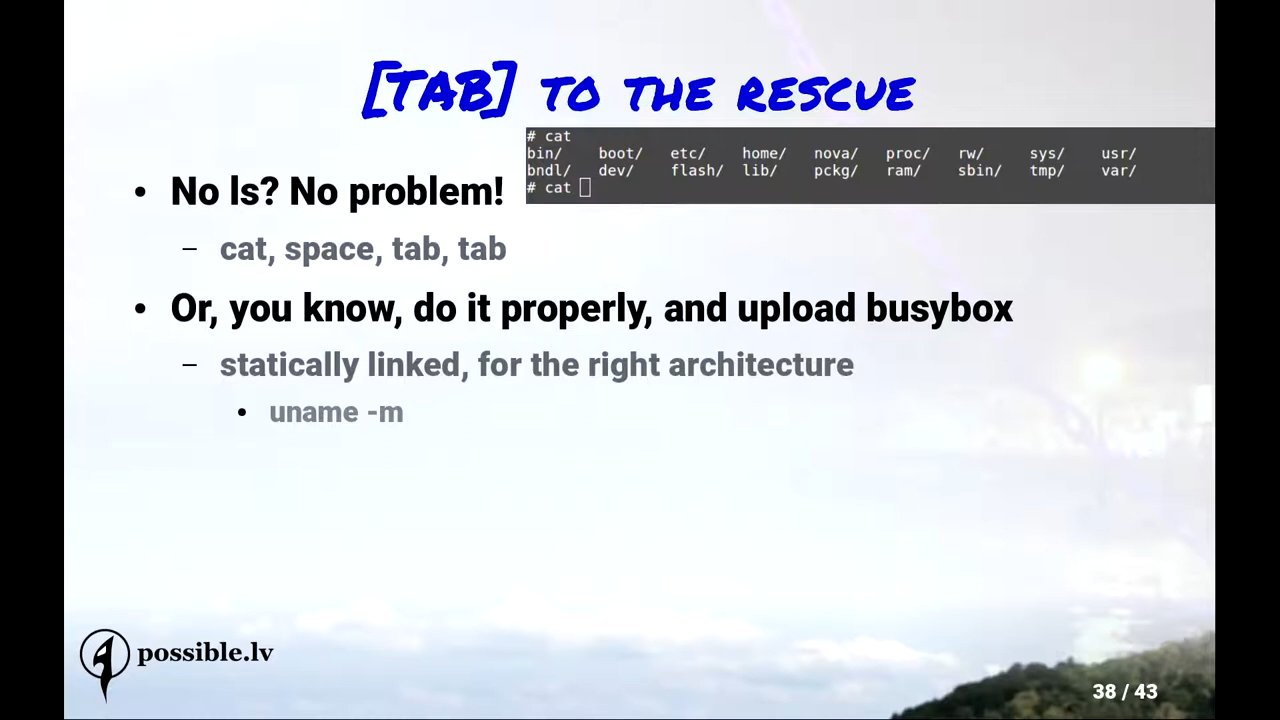 [TAB] TO THE RESCUE
# cat
bin/ boot/ etc/ home/ nova/ proc/ rw/ sys/ usr/
bndl/ dev/ flash/ lib/ pckg/ ram/ sbin/ tmp/ var/
# cat
• No ls? No problem!
– cat, space, tab, tab
• Or, you know, do it properly, and upload busybox
– statically linked, for the right architecture
• uname -m
possible.lv
38 / 43